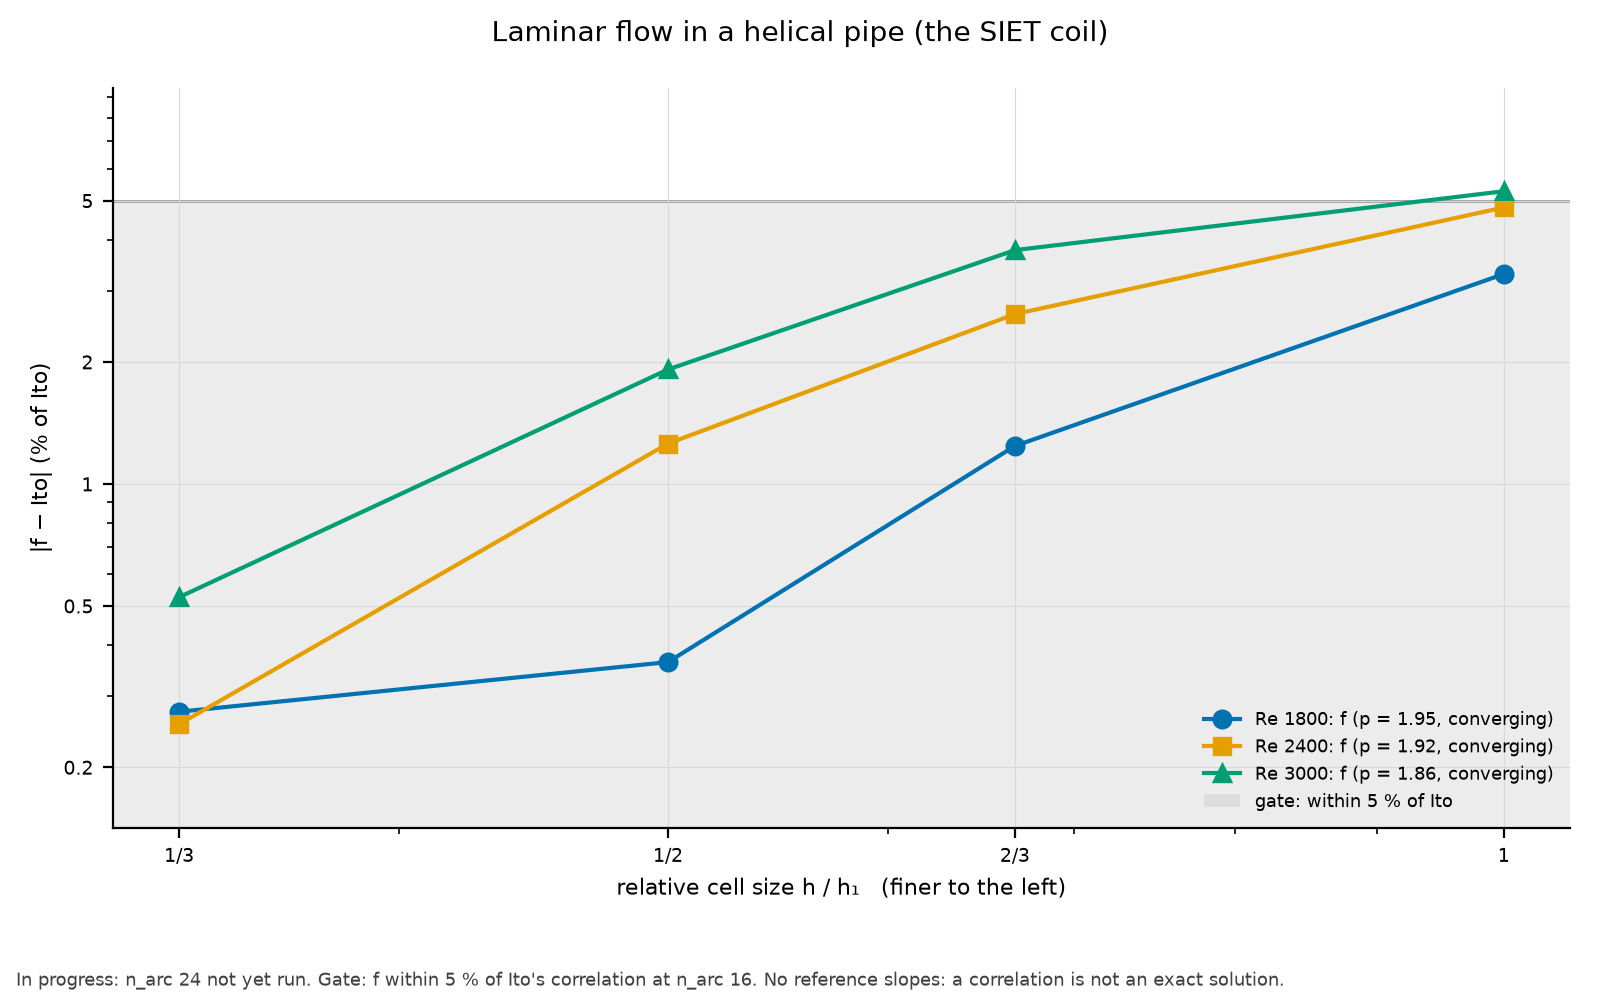 Laminar flow in a helical pipe (the SIET coil)
|f − Ito| (% of Ito)
5
2
1
0.5
0.2
Re 1800: f (p = 1.95, converging)
Re 2400: f (p = 1.92, converging)
Re 3000: f (p = 1.86, converging)
gate: within 5 % of Ito
1/3 1/2 2/3 1
relative cell size h / h₁ (finer to the left)
In progress: n_arc 24 not yet run. Gate: f within 5 % of Ito's correlation at n_arc 16. No reference slopes: a correlation is not an exact solution.